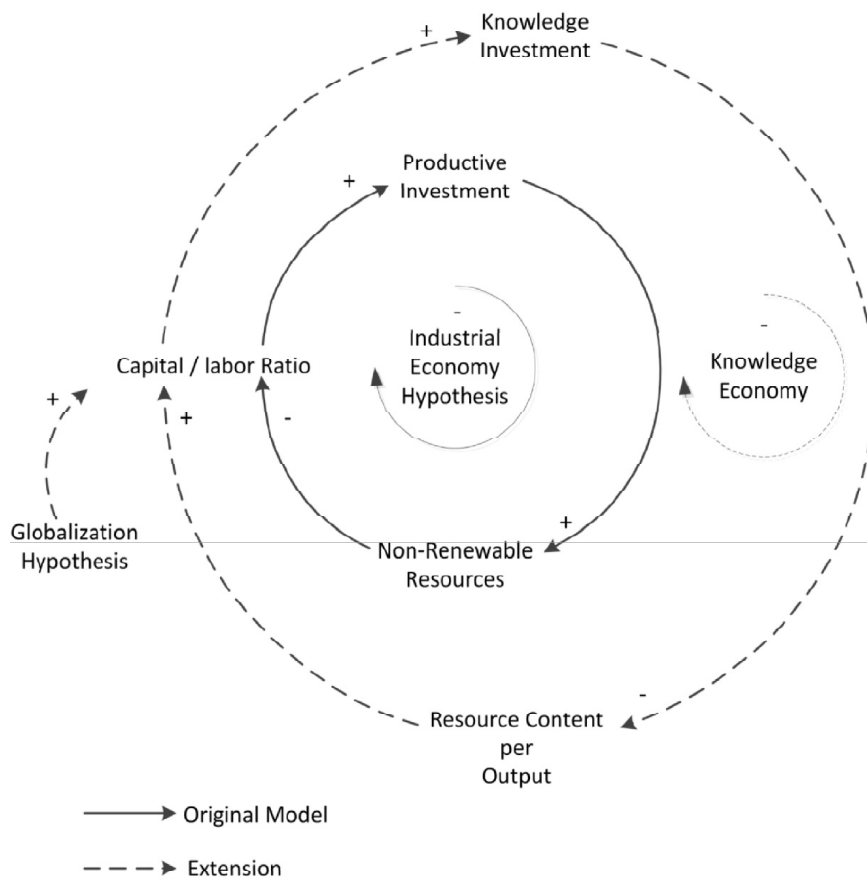 +
Knowledge
Investment
+
Productive
Investment
-
Industrial
Economy
Hypothesis
-
Knowledge
Economy
Capital / labor Ratio
+
+
-
Globalization
Hypothesis
+
Non-Renewable
Resources
-
Resource Content
per
Output
Original Model
Extension